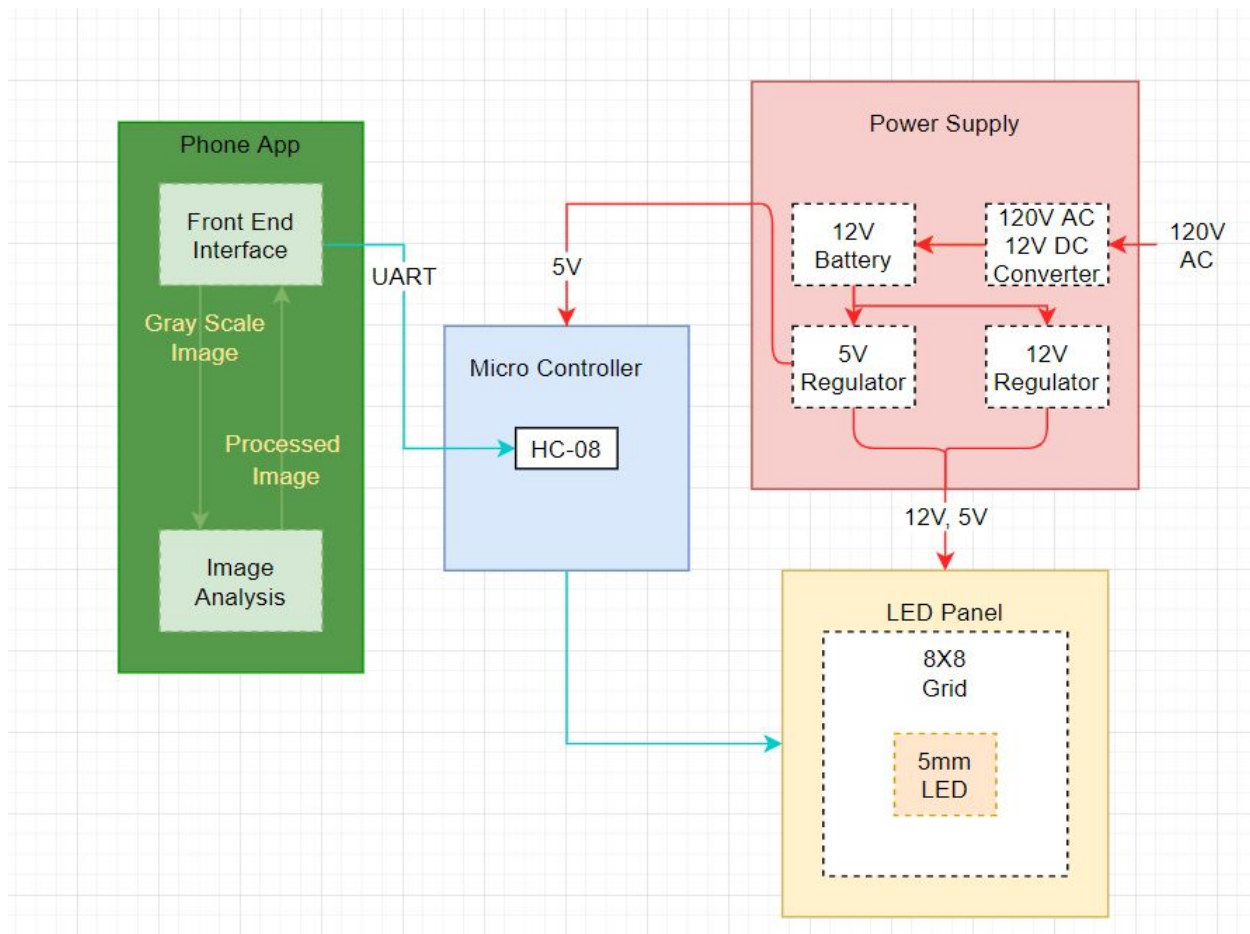 Phone App
Front End
Interface
Gray Scale
Image
Processed
Image
Image
Analysis
UART
5V
Micro Controller
HC-08
Power Supply
12V
Battery
120V AC
12V DC
Converter
120V
AC
5V
Regulator
12V
Regulator
12V, 5V
LED Panel
8X8
Grid
5mm
LED